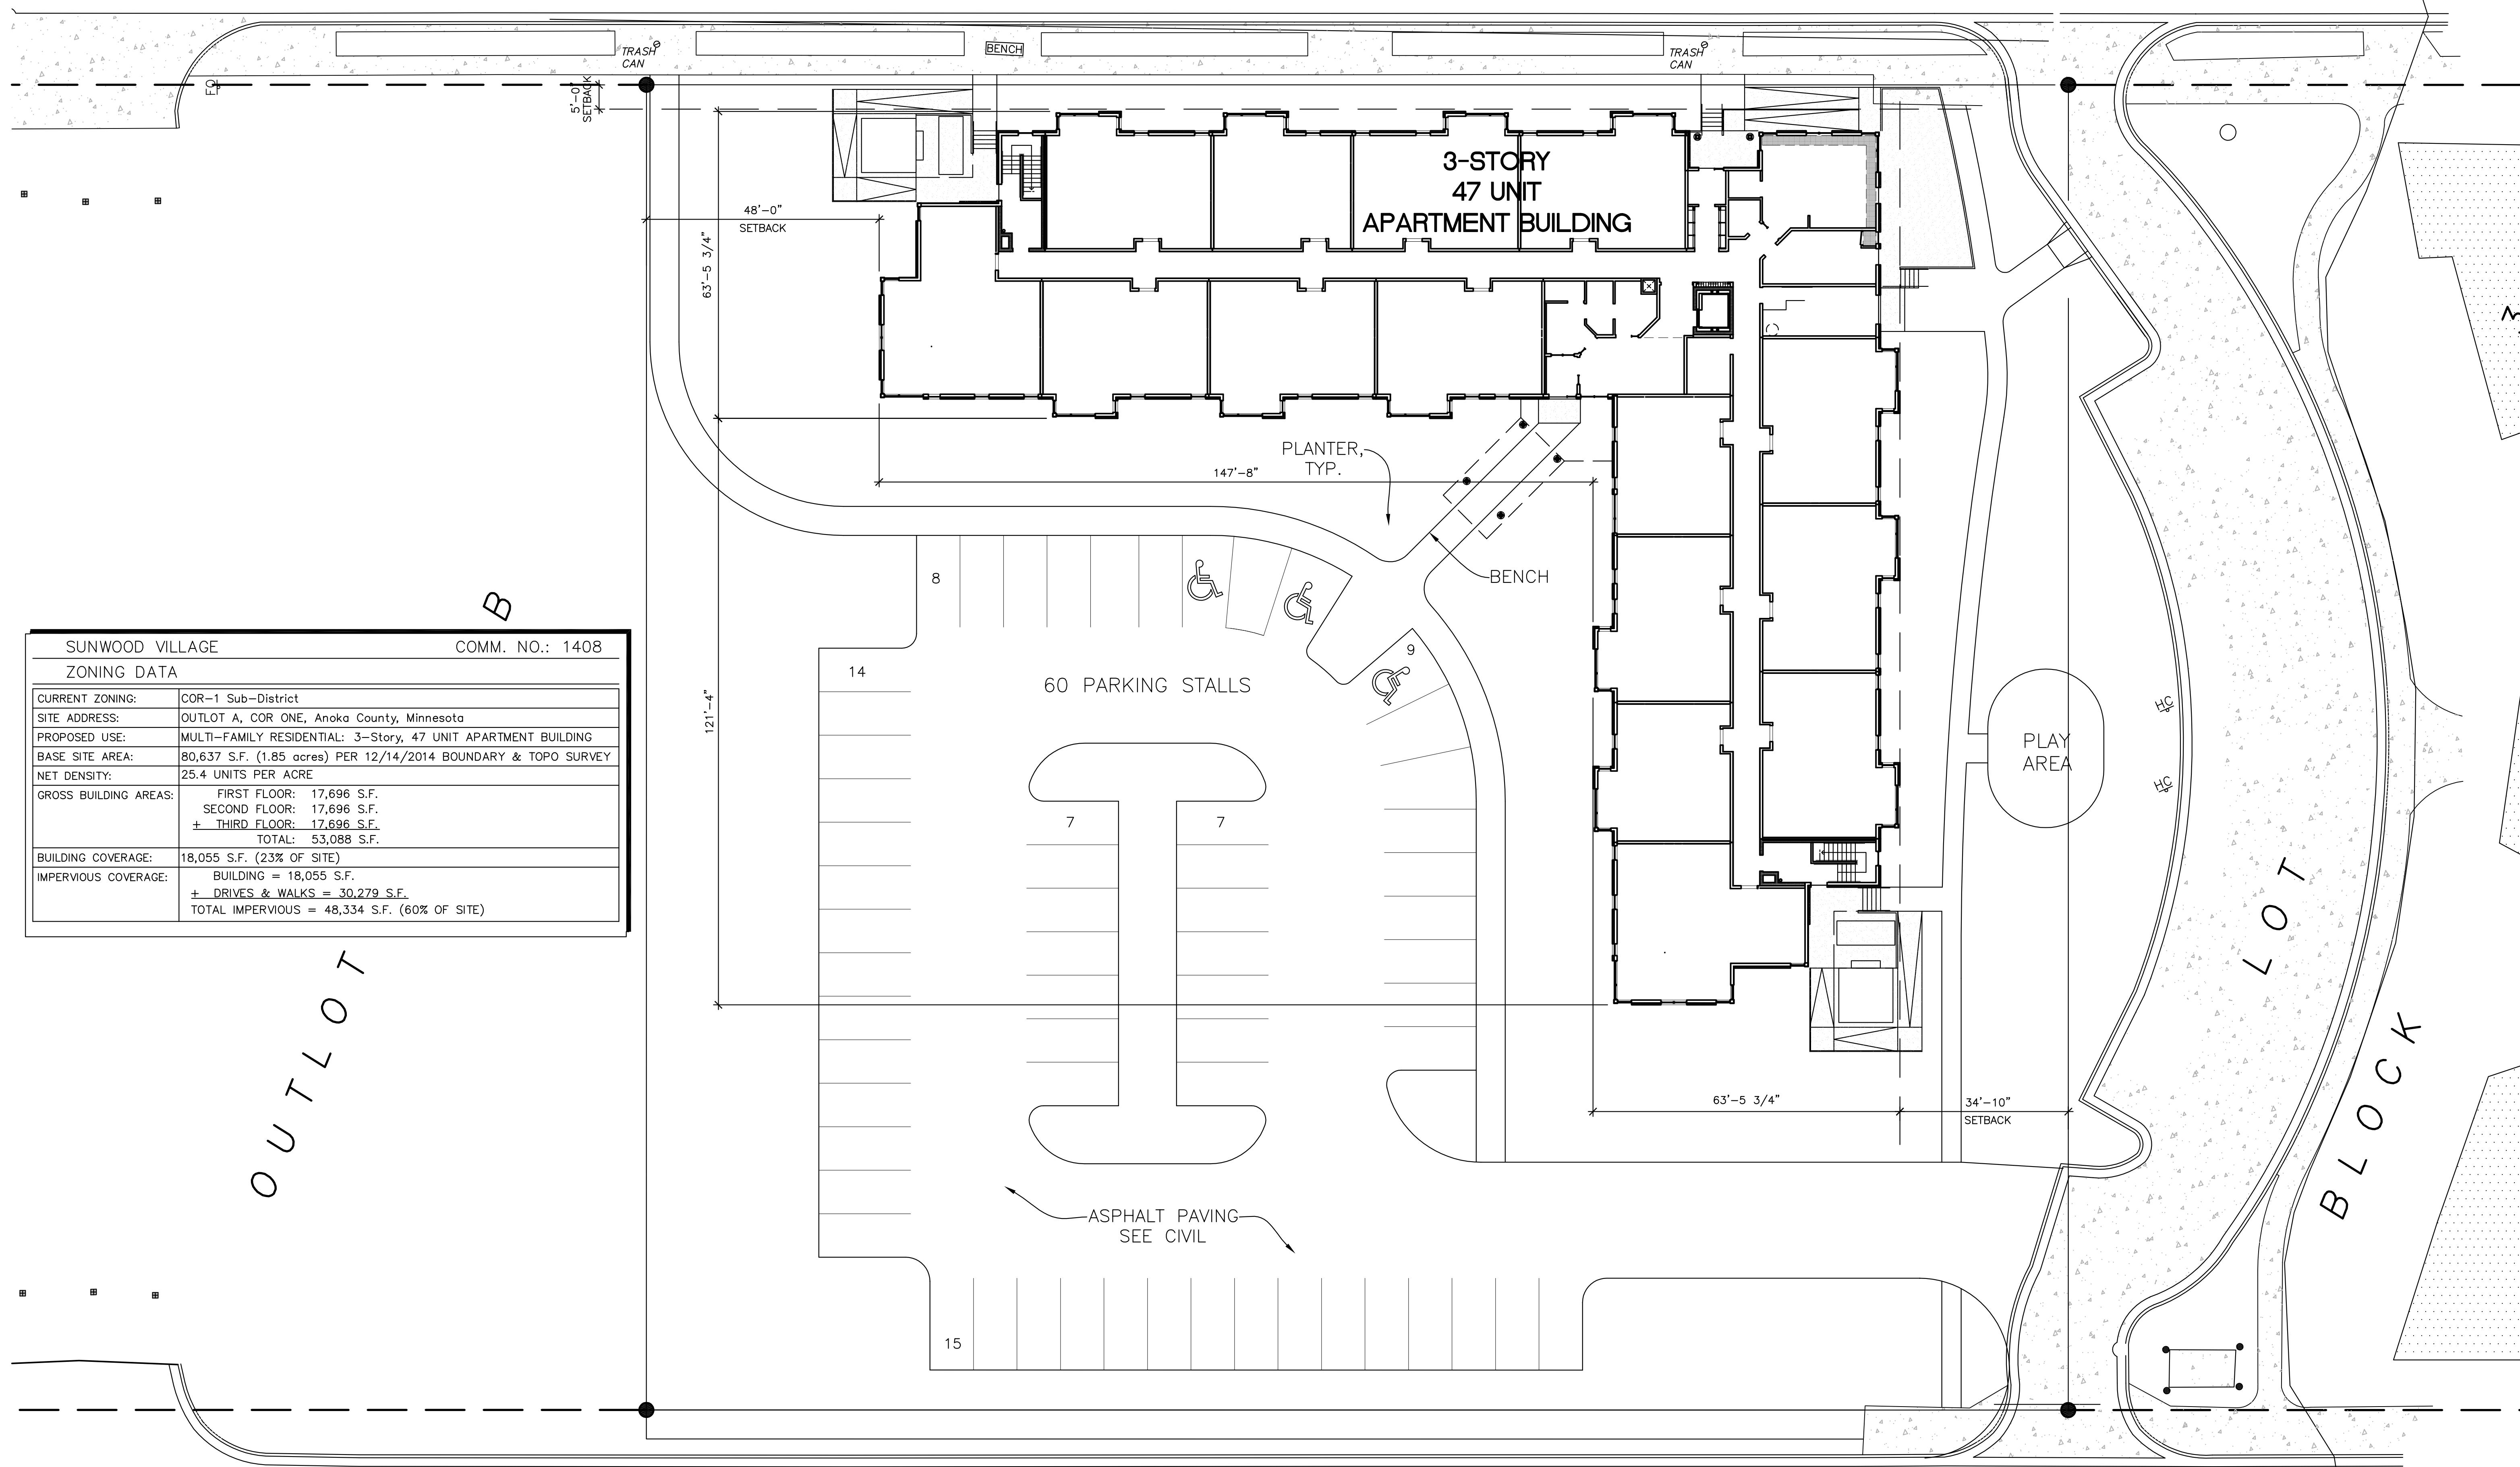 TRASH
CAN
BENCH
TRASH
CAN
FO
5'-0"
SETBACK
3-STORY
47 UNIT
APARTMENT BUILDING
48'-0"
SETBACK
63'-5 3/4"
PLANTER,
TYP.
147'-8"
BENCH
8
9
14
60 PARKING STALLS
121'-4"
7
7
PLAY
AREA
HC
HC
63'-5 3/4"
34'-10"
SETBACK
ASPHALT PAVING
SEE CIVIL
15
OUTLOT B
LOT
BLOCK
SUNWOOD VILLAGE COMM. NO.: 1408
ZONING DATA
CURRENT ZONING: COR-1 Sub-District
SITE ADDRESS: OUTLOT A, COR ONE, Anoka County, Minnesota
PROPOSED USE: MULTI-FAMILY RESIDENTIAL: 3-Story, 47 UNIT APARTMENT BUILDING
BASE SITE AREA: 80,637 S.F. (1.85 acres) PER 12/14/2014 BOUNDARY & TOPO SURVEY
NET DENSITY: 25.4 UNITS PER ACRE
GROSS BUILDING AREAS: FIRST FLOOR: 17,696 S.F.
SECOND FLOOR: 17,696 S.F.
+ THIRD FLOOR: 17,696 S.F.
TOTAL: 53,088 S.F.
BUILDING COVERAGE: 18,055 S.F. (23% OF SITE)
IMPERVIOUS COVERAGE: BUILDING = 18,055 S.F.
+ DRIVES & WALKS = 30,279 S.F.
TOTAL IMPERVIOUS = 48,334 S.F. (60% OF SITE)